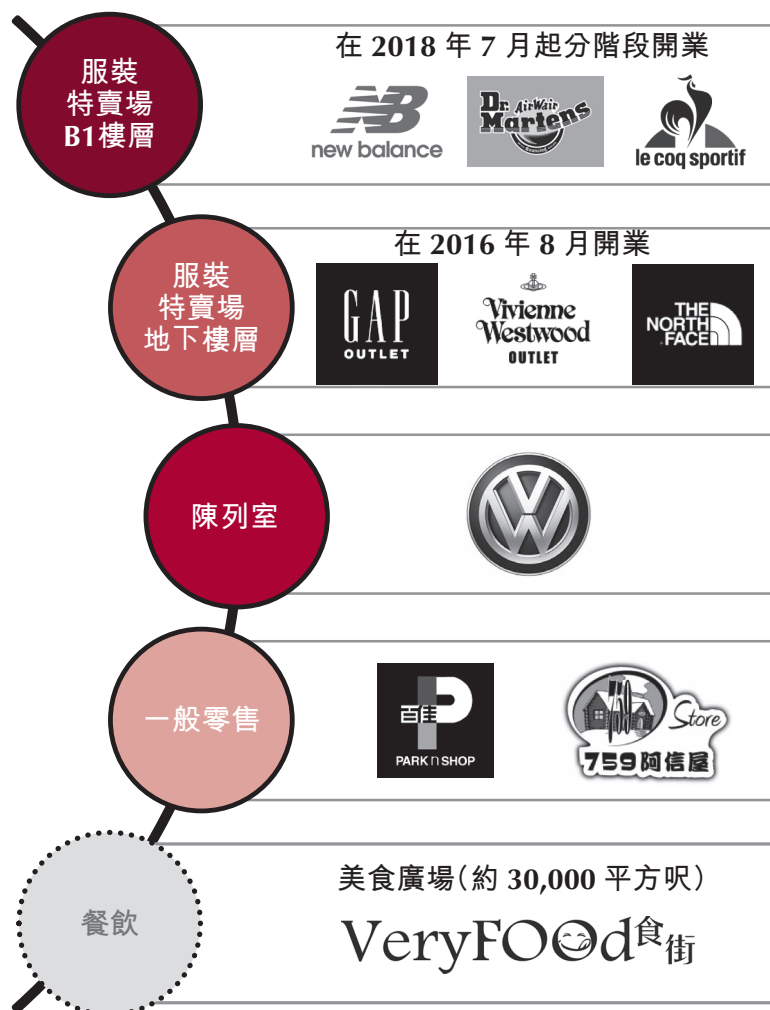 服裝
特賣場
B1樓層
在 2018 年 7 月起分階段開業
new balance
Dr. AirWair
Martens
le coq sportif
服裝
特賣場
地下樓層
在 2016 年 8 月開業
GAP
OUTLET
Vivienne
Westwood
OUTLET
THE
NORTH
FACE
陳列室
一般零售
百佳
PARKnSHOP
759
Store
759阿信屋
餐飲
美食廣場(約 30,000 平方呎)
VeryFOOd食街